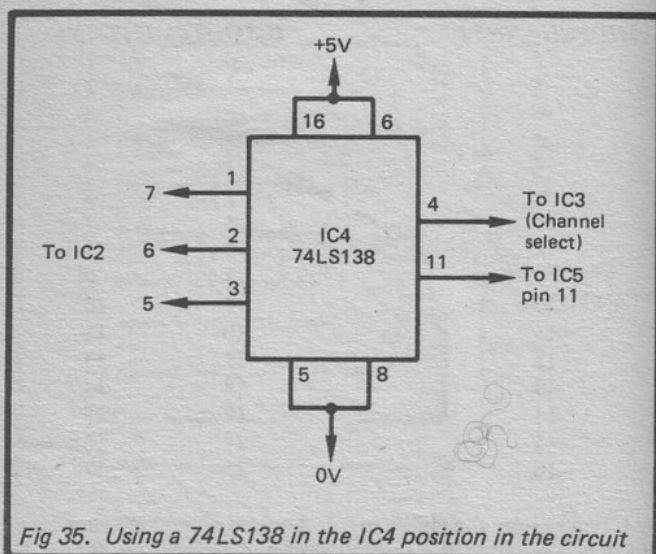 +5V
16 6
1
7
4
To IC3
(Channel
select)
IC4
74LS138
2
To IC2 6
11
To IC5
pin 11
3
5
5 8
0V
Fig 35. Using a 74LS138 in the IC4 position in the circuit